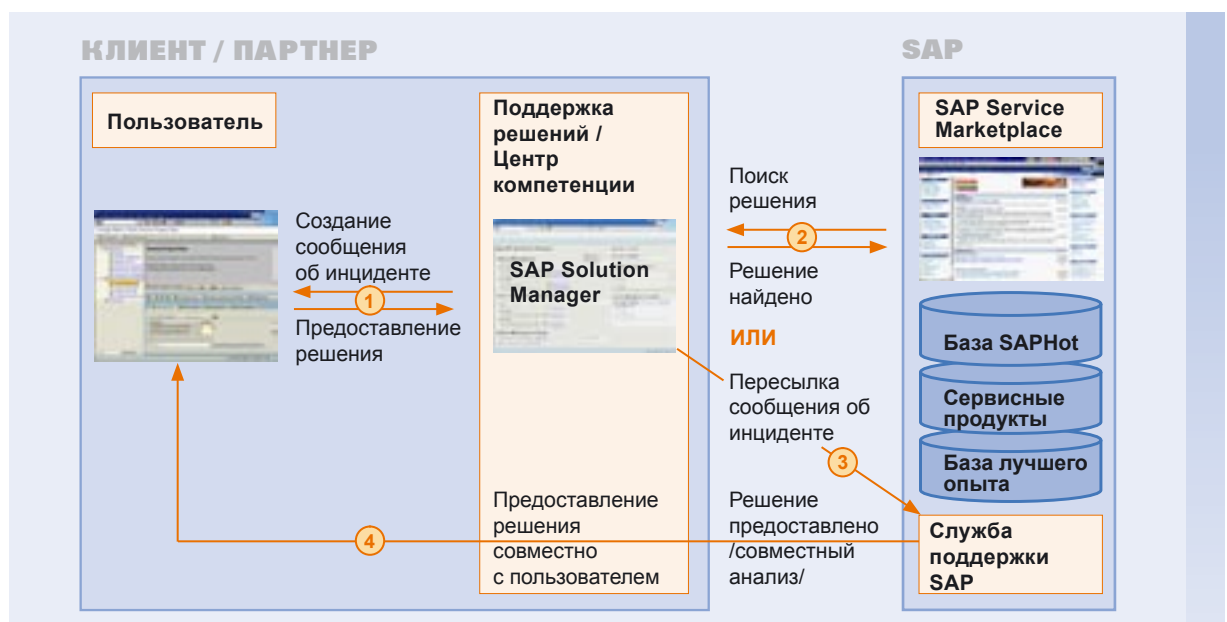 КЛИЕНТ / ПАРТНЕР
SAP
Пользователь
Поддержка
решений /
Центр
компетенции
SAP Service
Marketplace
Создание
сообщения
об инциденте
1
Предоставление
решения
SAP Solution
Manager
Поиск
решения
2
Решение
найдено
ИЛИ
Пересылка
сообщения об
инциденте
3
База SAPHot
Сервисные
продукты
База лучшего
опыта
Предоставление
решения
совместно
с пользователем
4
Решение
предоставлено
/совместный
анализ/
Служба
поддержки
SAP